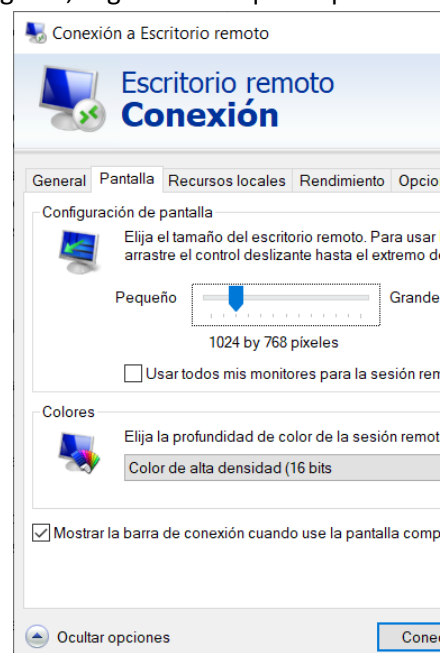 Conexión a Escritorio remoto
Escritorio remoto
Conexión
General Pantalla Recursos locales Rendimiento Opcio
Configuración de pantalla
Elija el tamaño del escritorio remoto. Para usar
arrastre el control deslizante hasta el extremo d
Pequeño Grande
1024 by 768 píxeles
Usar todos mis monitores para la sesión ren
Colores
Elija la profundidad de color de la sesión remot
Color de alta densidad (16 bits
Mostrar la barra de conexión cuando use la pantalla comp
Ocultar opciones Conec